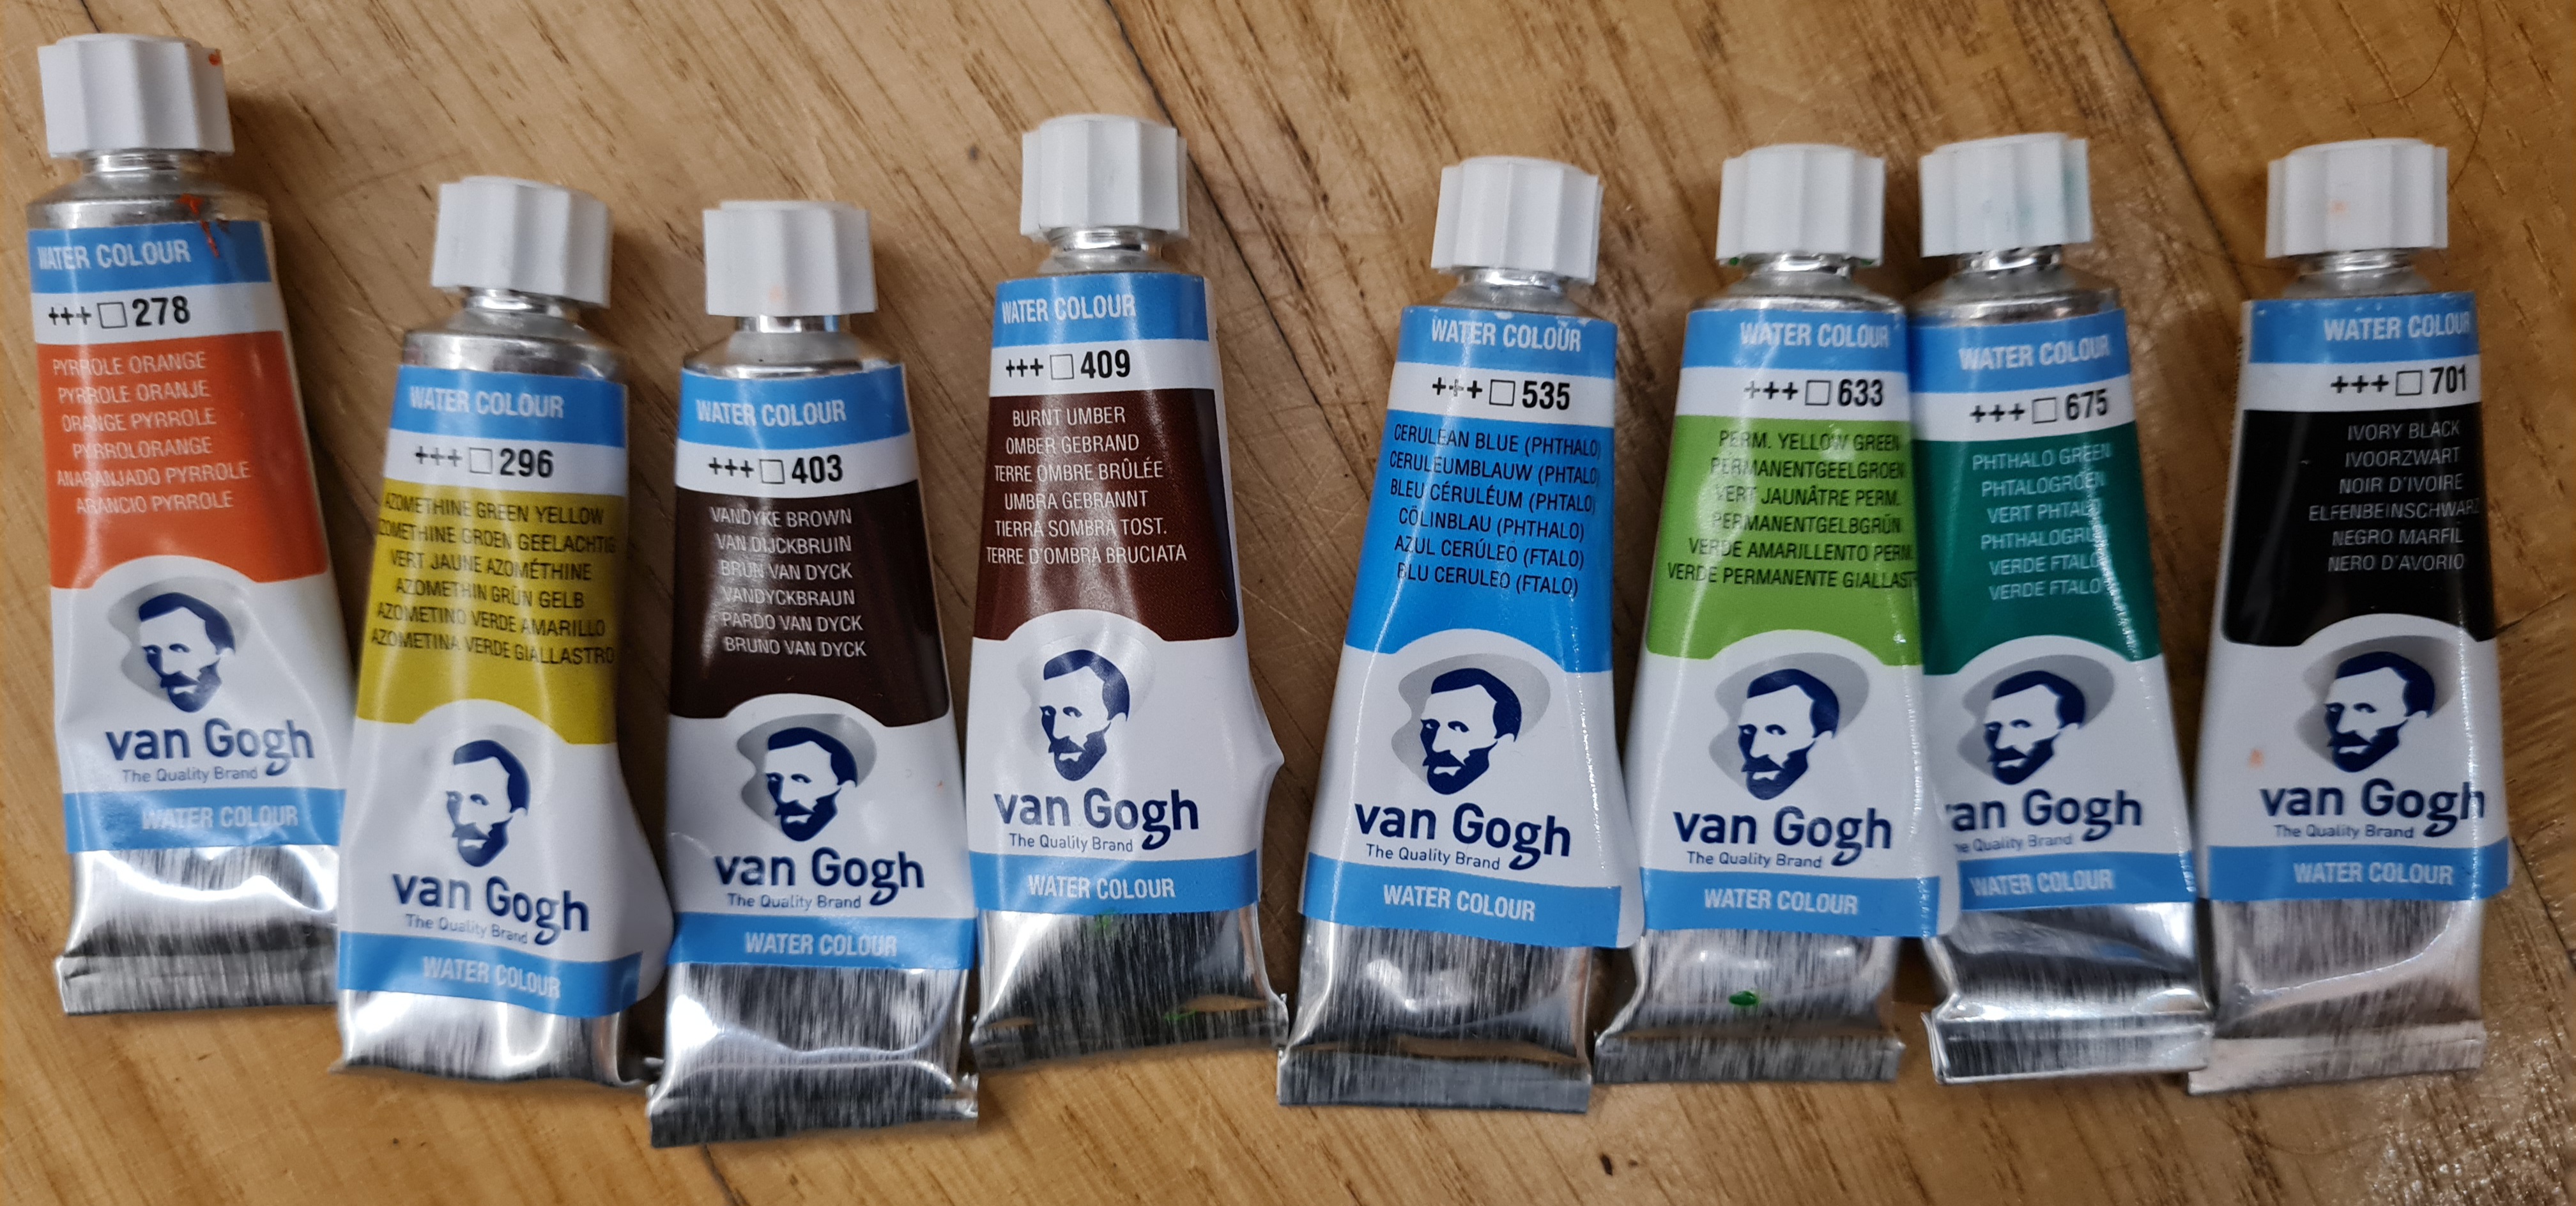 WATER COLOUR
+++ □ 278
PYRROLE ORANGE
PYRROLE ORANJE
ORANGE PYRROLE
PYRROLORANGE
ANARANJADO PYRROLE
ARANCIO PYRROLE
van Gogh
The Quality Brand
WATER COLOUR
WATER COLOUR
+++ □ 296
AZOMETHINE GREEN YELLOW
AZOMETHINE GROEN GEELACHTIG
VERT JAUNE AZOMÉTHINE
AZOMETHIN GRÜN GELB
AZOMETINO VERDE AMARILLO
AZOMETINA VERDE GIALLASTRO
van Gogh
The Quality Brand
WATER COLOUR
WATER COLOUR
+++ □ 403
VANDYKE BROWN
VAN DIJCKBRUIN
BRUN VAN DYCK
VANDYCKBRAUN
PARDO VAN DYCK
BRUNO VAN DYCK
van Gogh
The Quality Brand
WATER COLOUR
WATER COLOUR
+++ □ 409
BURNT UMBER
OMBER GEBRAND
TERRE OMBRE BRÛLÉE
UMBRA GEBRANNT
TIERRA SOMBRA TOST.
TERRE D'OMBRA BRUCIATA
van Gogh
The Quality Brand
WATER COLOUR
WATER COLOUR
+++ □ 535
CERULEAN BLUE (PHTHALO)
CERULEUMBLAUW (PHTALO)
BLEU CÉRULÉUM (PHTALO)
CÖLINBLAU (PHTHALO)
AZUL CERÚLEO (FTALO)
BLU CERULEO (FTALO)
van Gogh
The Quality Brand
WATER COLOUR
WATER COLOUR
+++ □ 633
PERM. YELLOW GREEN
PERMANENTGEELGROEN
VERT JAUNÂTRE PERM.
PERMANENTGELBGRÜN
VERDE AMARILLENTO PERM.
VERDE PERMANENTE GIALLAST
van Gogh
The Quality Brand
WATER COLOUR
WATER COLOUR
+++ □ 675
PHTHALO GREEN
PHTALOGROEN
VERT PHTALO
PHTHALOGRÜN
VERDE FTALO
VERDE FTALO
van Gogh
The Quality Brand
WATER COLOUR
WATER COLOUR
+++ □ 701
IVORY BLACK
IVOORZWART
NOIR D'IVOIRE
ELFENBEINSCHWARZ
NEGRO MARFIL
NERO D'AVORIO
van Gogh
The Quality Brand
WATER COLOUR